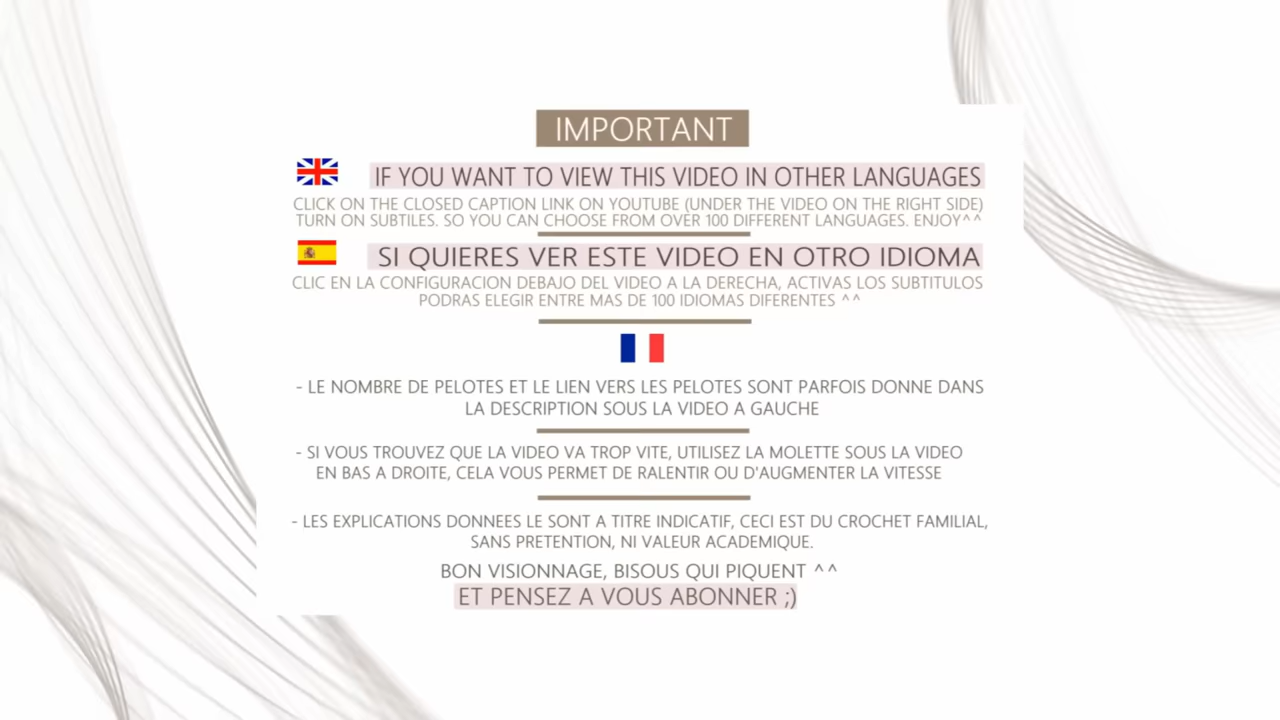 IMPORTANT
IF YOU WANT TO VIEW THIS VIDEO IN OTHER LANGUAGES
CLICK ON THE CLOSED CAPTION LINK ON YOUTUBE (UNDER THE VIDEO ON THE RIGHT SIDE)
TURN ON SUBTILES. SO YOU CAN CHOOSE FROM OVER 100 DIFFERENT LANGUAGES. ENJOY^^
SI QUIERES VER ESTE VIDEO EN OTRO IDIOMA
CLIC EN LA CONFIGURACION DEBAJO DEL VIDEO A LA DERECHA, ACTIVAS LOS SUBTITULOS
PODRAS ELEGIR ENTRE MAS DE 100 IDIOMAS DIFERENTES ^^
- LE NOMBRE DE PELOTES ET LE LIEN VERS LES PELOTES SONT PARFOIS DONNE DANS
LA DESCRIPTION SOUS LA VIDEO A GAUCHE
- SI VOUS TROUVEZ QUE LA VIDEO VA TROP VITE, UTILISEZ LA MOLETTE SOUS LA VIDEO
EN BAS A DROITE, CELA VOUS PERMET DE RALENTIR OU D'AUGMENTER LA VITESSE
- LES EXPLICATIONS DONNEES LE SONT A TITRE INDICATIF, CECI EST DU CROCHET FAMILIAL,
SANS PRETENTION, NI VALEUR ACADEMIQUE.
BON VISIONNAGE, BISOUS QUI PIQUENT ^^
ET PENSEZ A VOUS ABONNER ;)